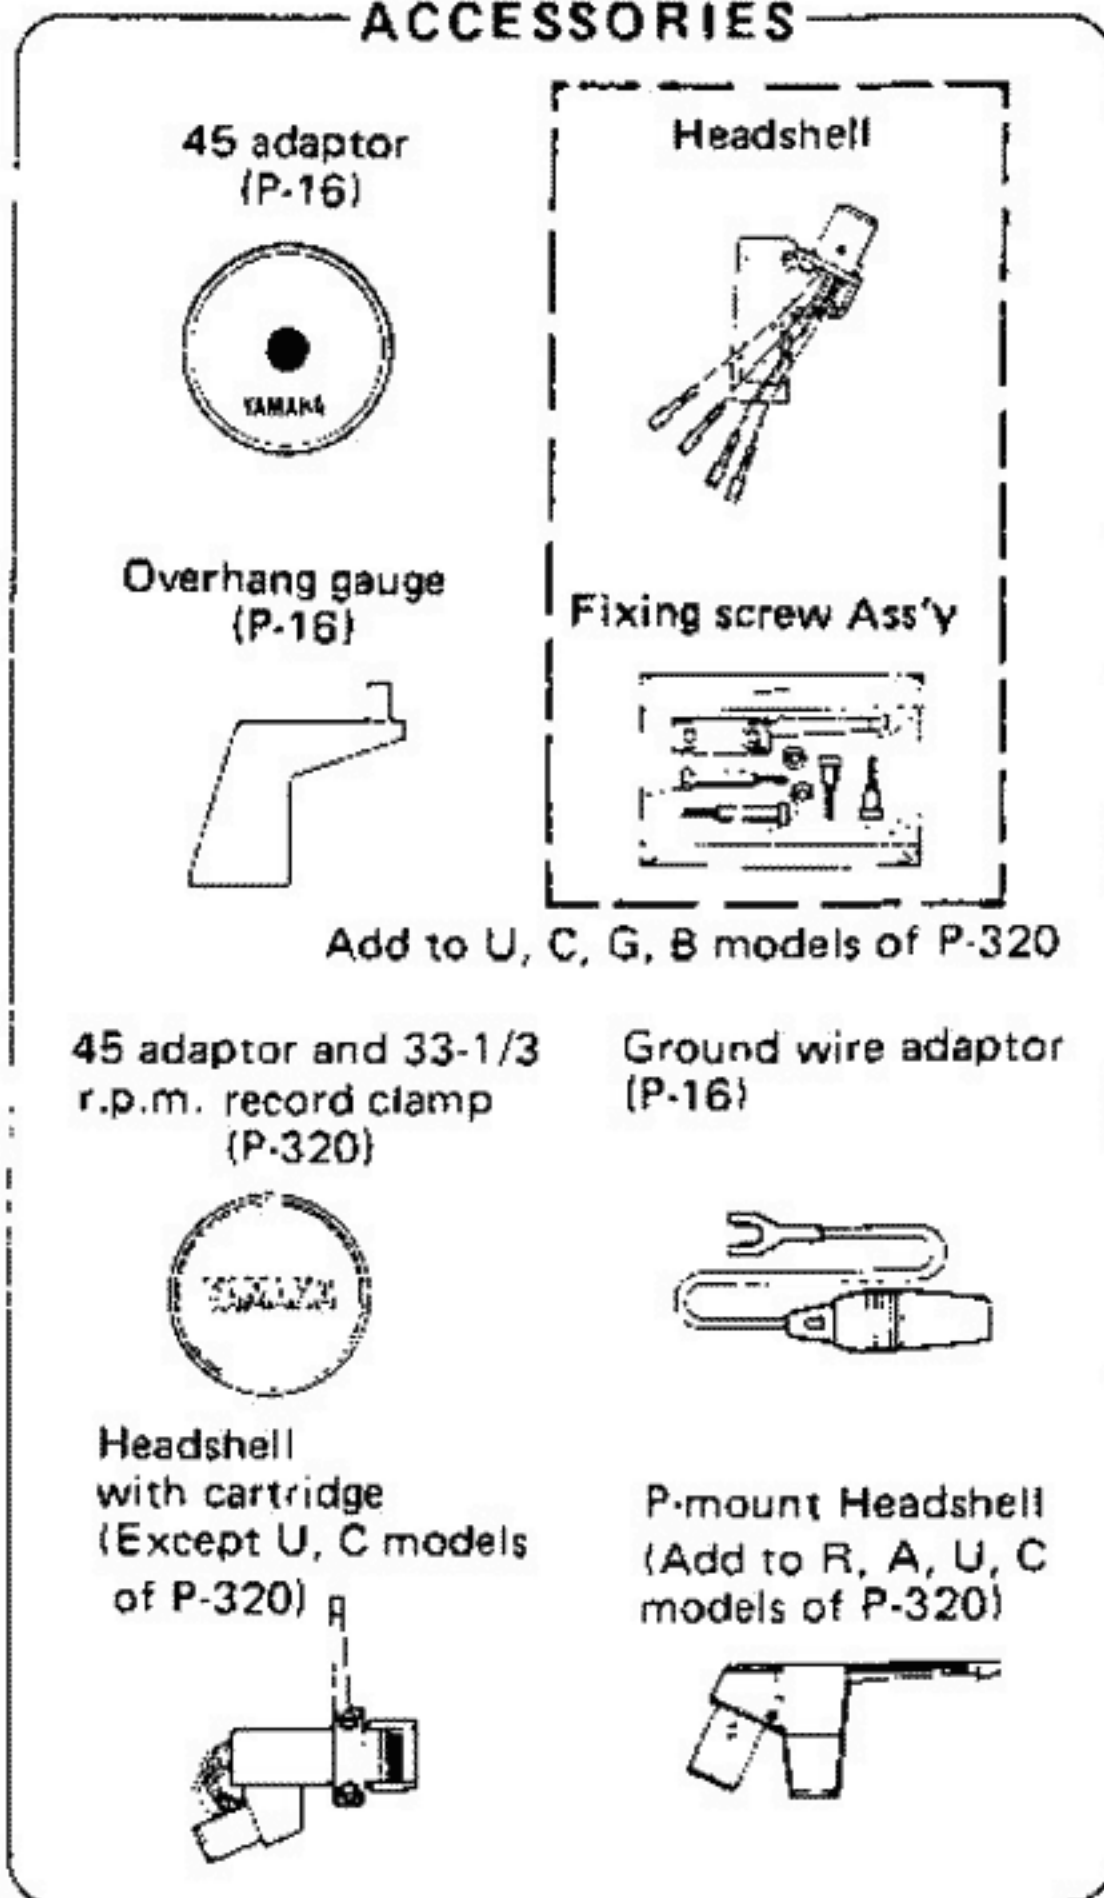 ACCESSORIES
45 adaptor
(P-16)
YAMAHA
Headshell
Overhang gauge
(P-16)
Fixing screw Ass'y
Add to U, C, G, B models of P-320
45 adaptor and 33-1/3
r.p.m. record clamp
(P-320)
YAMAHA
Ground wire adaptor
(P-16)
Headshell
with cartridge
(Except U, C models
of P-320)
P-mount Headshell
(Add to R, A, U, C
models of P-320)